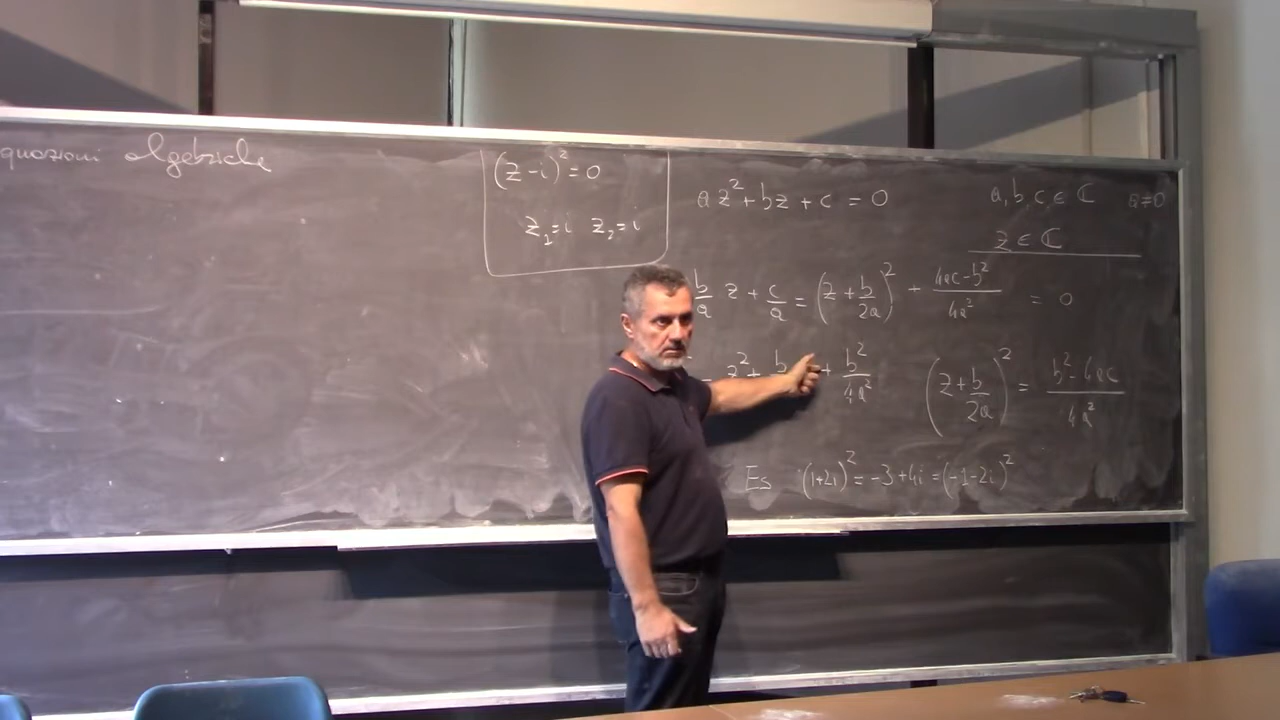 quazioni algebriche
(z-i)² = 0
z₁=i z₂=i
az² + bz + c = 0
a, b, c, ∈ ℂ a≠0
z ∈ ℂ
b/a z + c/a = (z + b/2a)² + (4ac-b²)/4a² = 0
z² + b + b²/4a²
(z + b/2a)² = (b²-4ac)/4a²
Es (1+2i)² = -3+4i = (-1-2i)²